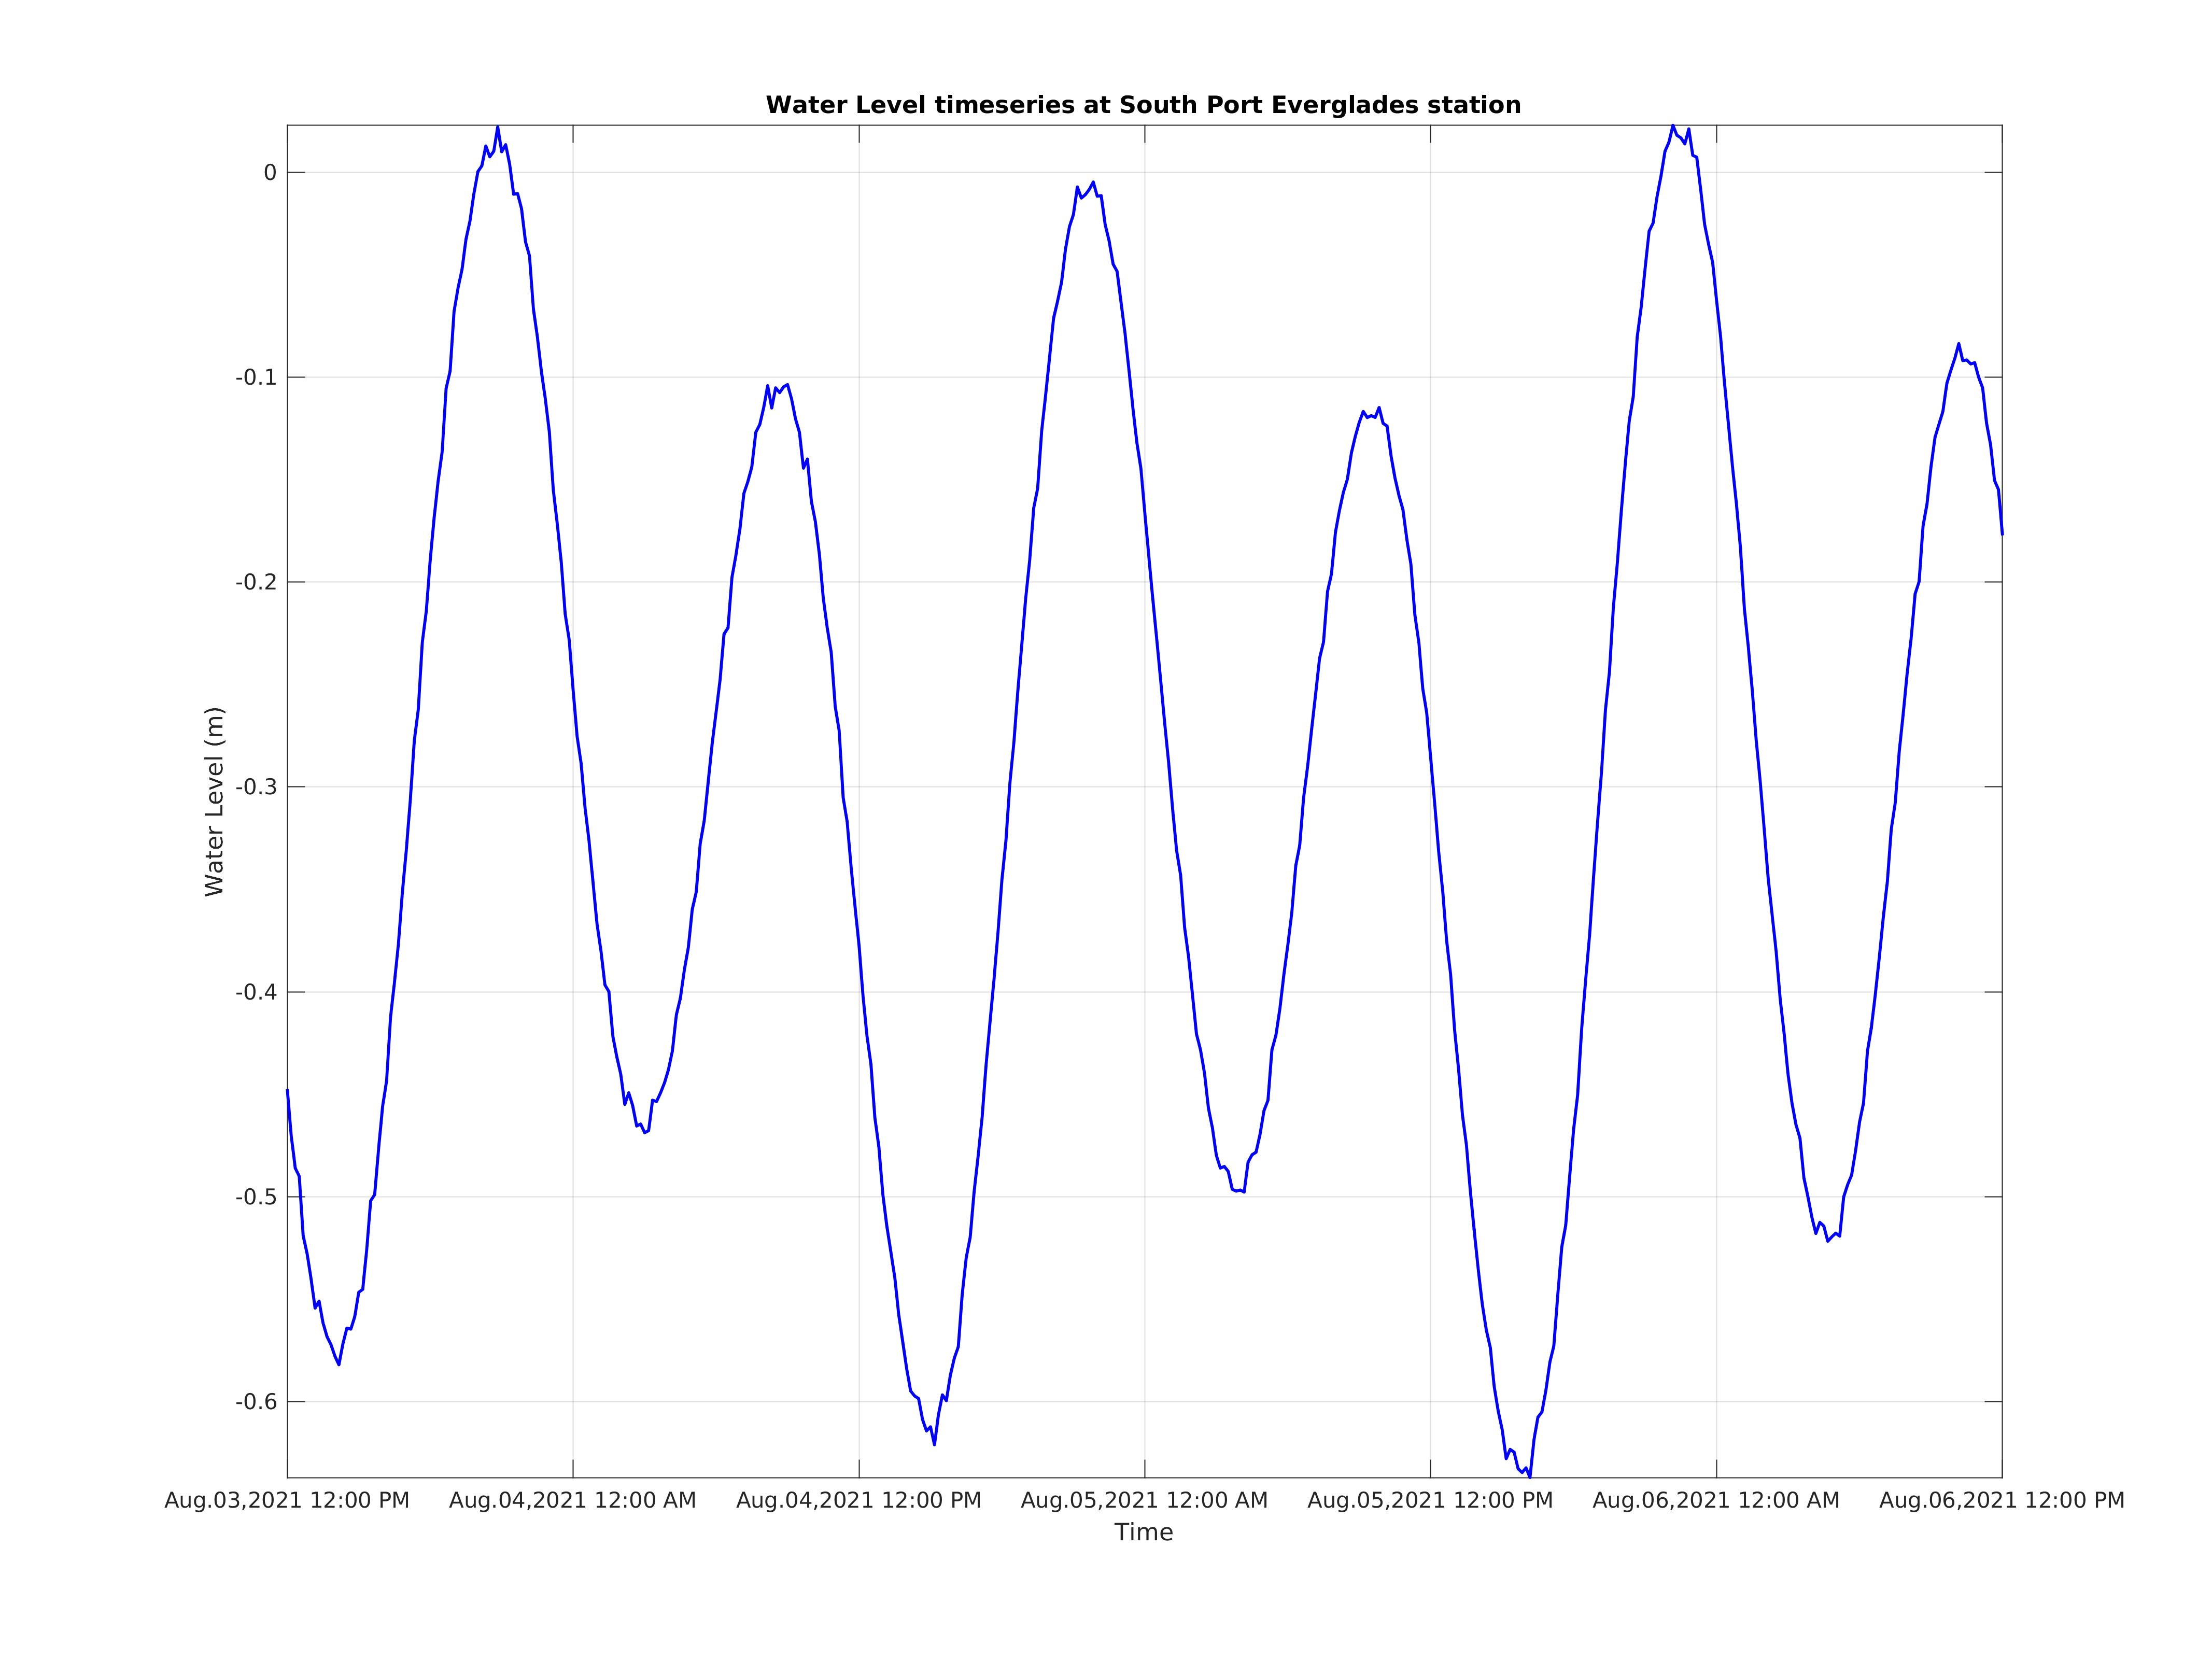 Water Level timeseries at South Port Everglades station
0
-0.1
-0.2
-0.3
-0.4
-0.5
-0.6
Water Level (m)
Aug.03,2021 12:00 PM
Aug.04,2021 12:00 AM
Aug.04,2021 12:00 PM
Aug.05,2021 12:00 AM
Aug.05,2021 12:00 PM
Aug.06,2021 12:00 AM
Aug.06,2021 12:00 PM
Time